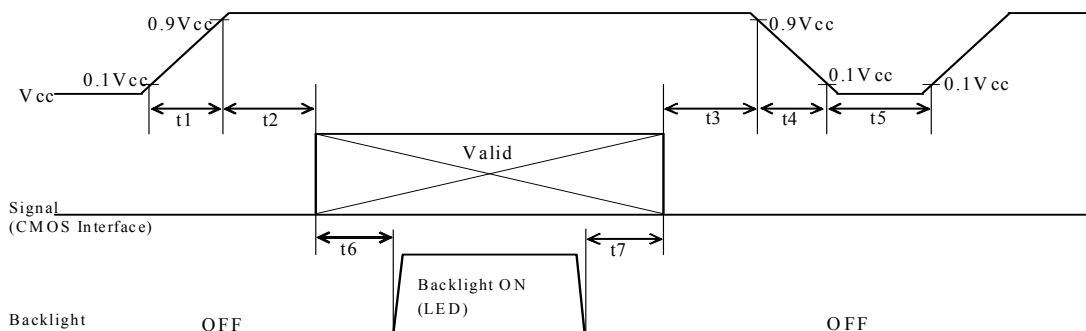 0.9Vcc 0.9Vcc
0.1Vcc 0.1Vcc 0.1Vcc
Vcc
t1 t2 t3 t4 t5
Valid
Signal
(CMOS Interface)
t6 t7
Backlight ON
(LED)
Backlight OFF OFF